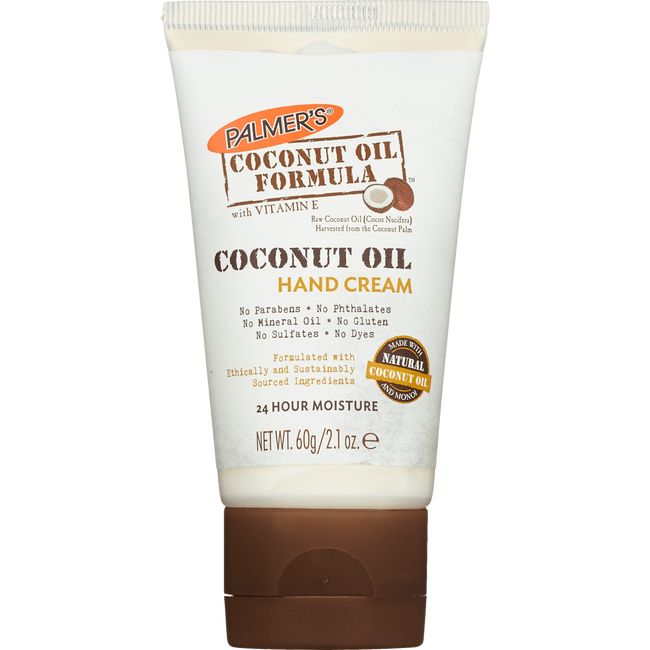 PALMER'S®
COCONUT OIL
FORMULA™
with VITAMIN E
Raw Coconut Oil (Cocos Nucifera)
Harvested from the Coconut Palm
COCONUT OIL
HAND CREAM
No Parabens * No Phthalates
No Mineral Oil * No Gluten
No Sulfates * No Dyes
Formulated with
Ethically and Sustainably
Sourced Ingredients
MADE WITH
NATURAL
COCONUT OIL
AND MONOI
24 HOUR MOISTURE
NET WT. 60g/2.1 oz. ℮